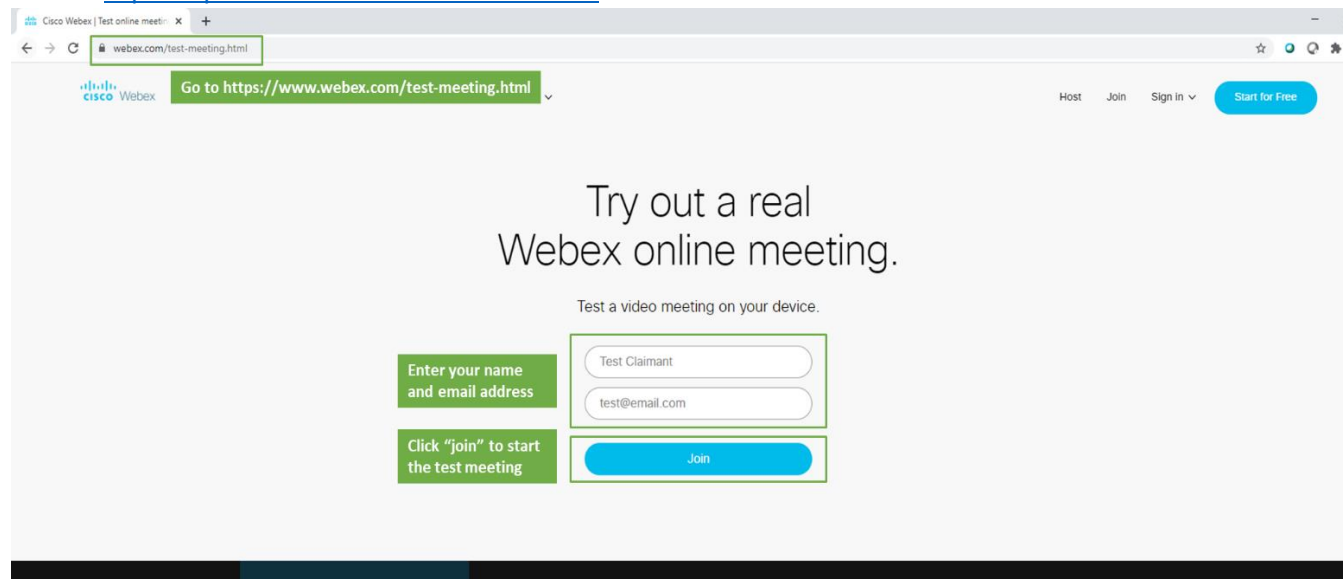 Cisco Webex | Test online meetin
webex.com/test-meeting.html
cisco Webex
Go to https://www.webex.com/test-meeting.html
Host Join Sign in Start for Free
Try out a real
Webex online meeting.
Test a video meeting on your device.
Enter your name
and email address
Test Claimant
test@email.com
Click “join” to start
the test meeting
Join